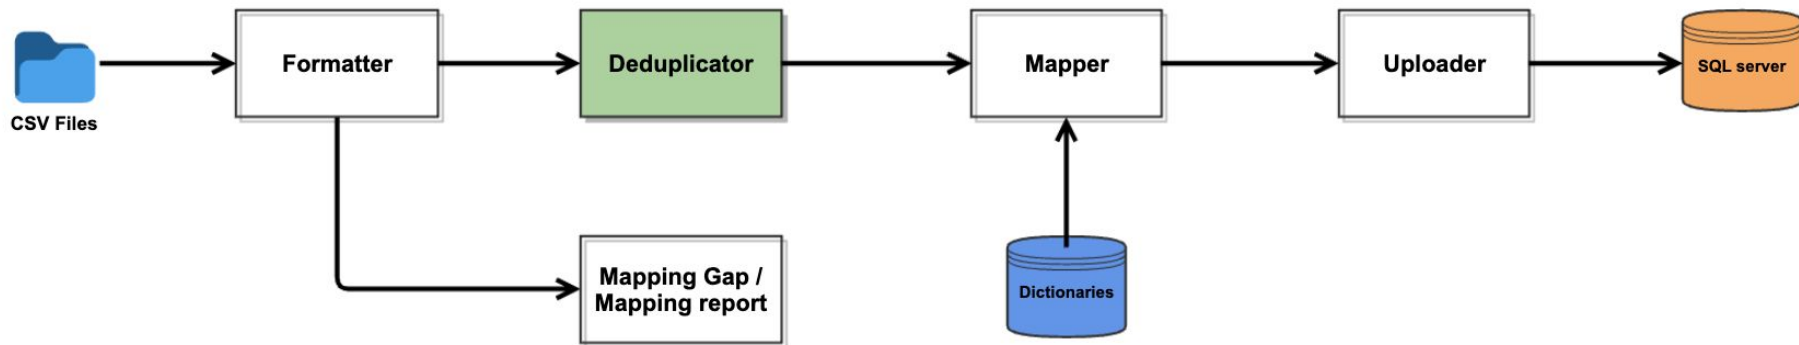 CSV Files
Formatter
Deduplicator
Mapper
Uploader
SQL server
Mapping Gap /
Mapping report
Dictionaries